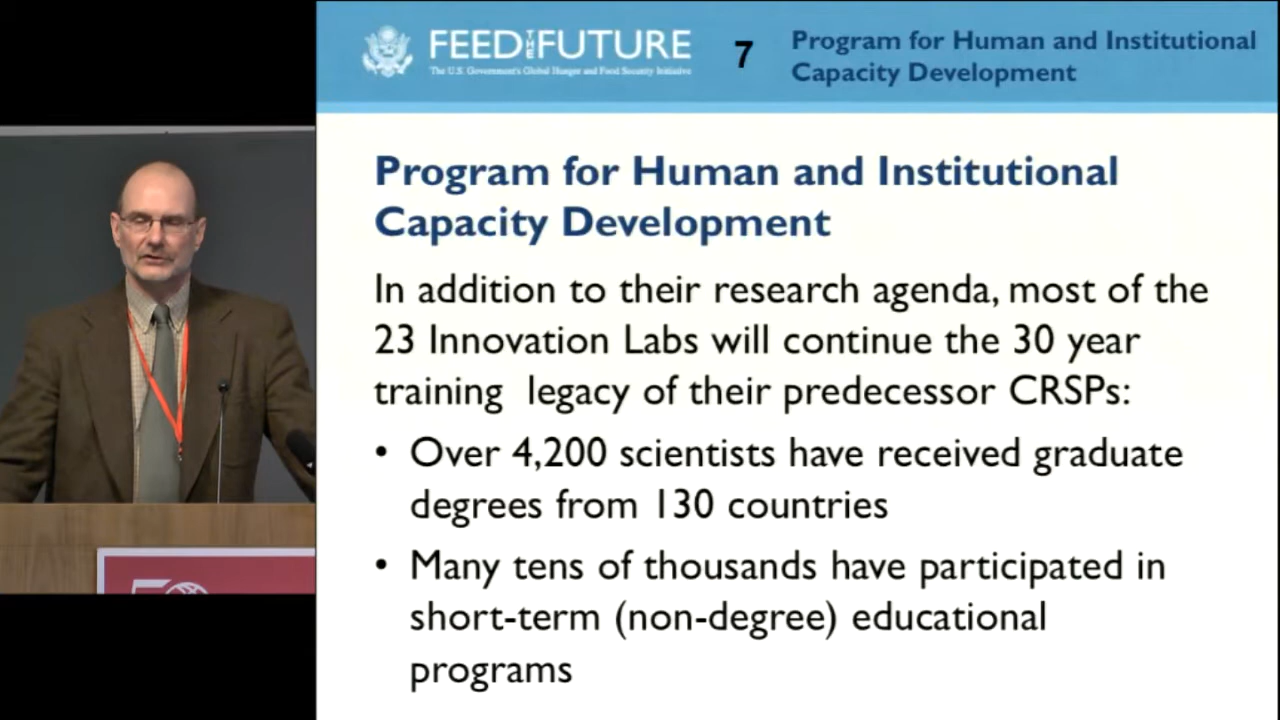 FEED THE FUTURE
The U.S. Government's Global Hunger and Food Security Initiative
7
Program for Human and Institutional
Capacity Development
Program for Human and Institutional
Capacity Development
In addition to their research agenda, most of the
23 Innovation Labs will continue the 30 year
training legacy of their predecessor CRSPs:
• Over 4,200 scientists have received graduate
degrees from 130 countries
• Many tens of thousands have participated in
short-term (non-degree) educational
programs
50